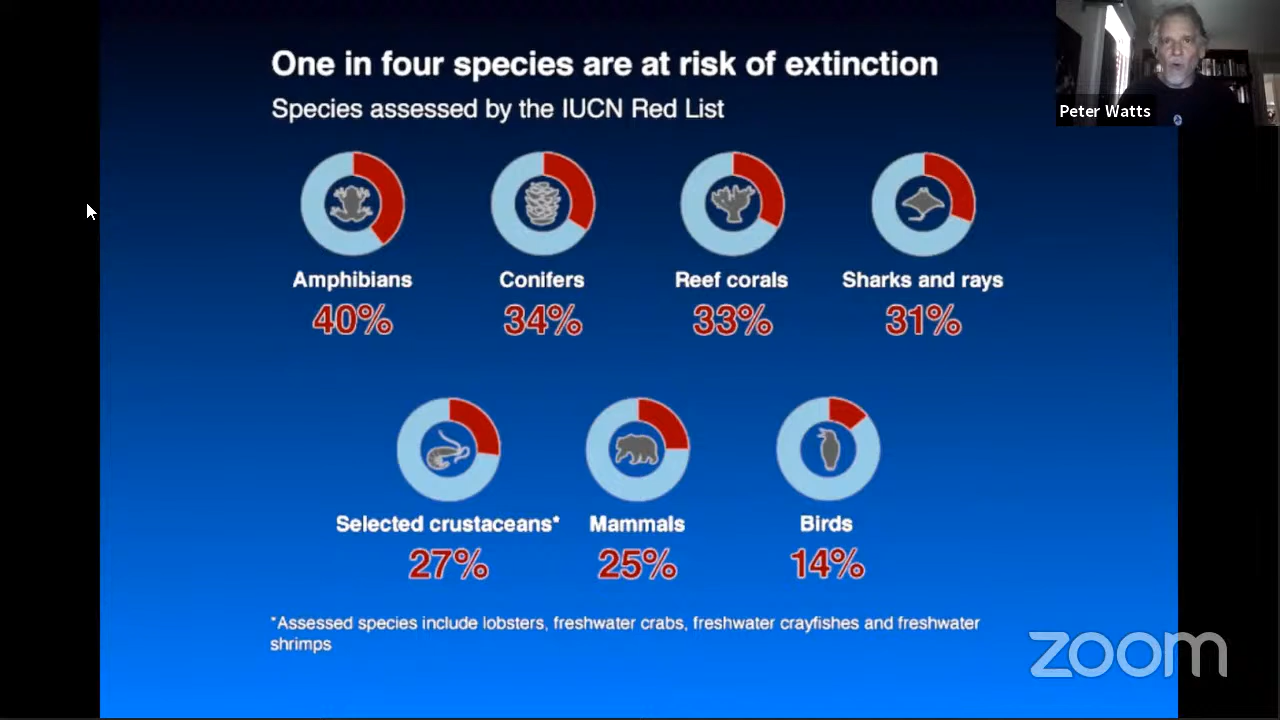 One in four species are at risk of extinction
Species assessed by the IUCN Red List
Peter Watts
Amphibians
40%
Conifers
34%
Reef corals
33%
Sharks and rays
31%
Selected crustaceans*
27%
Mammals
25%
Birds
14%
*Assessed species include lobsters, freshwater crabs, freshwater crayfishes and freshwater
shrimps
zoom